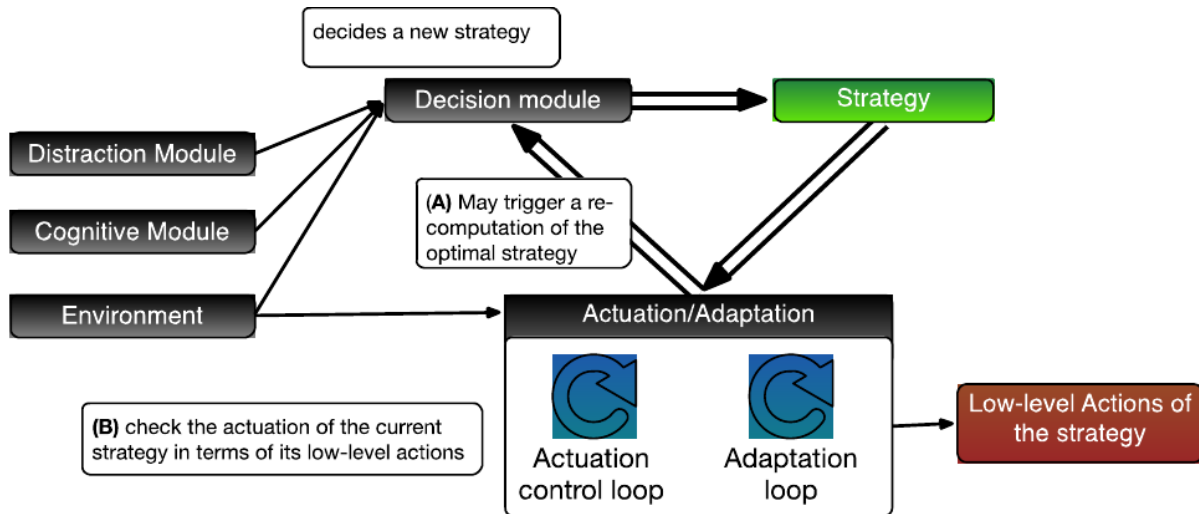 decides a new strategy
Decision module
Strategy
Distraction Module
Cognitive Module
Environment
(A) May trigger a re-
computation of the
optimal strategy
Actuation/Adaptation
(B) check the actuation of the current
strategy in terms of its low-level actions
Actuation
control loop
Adaptation
loop
Low-level Actions of
the strategy